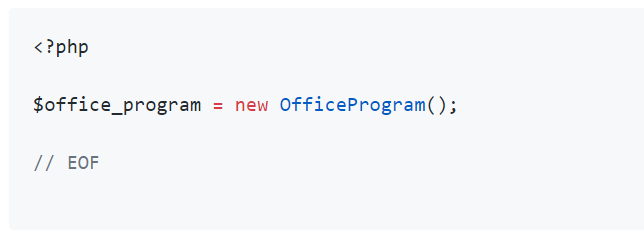 <?php
$office_program = new OfficeProgram();
// EOF